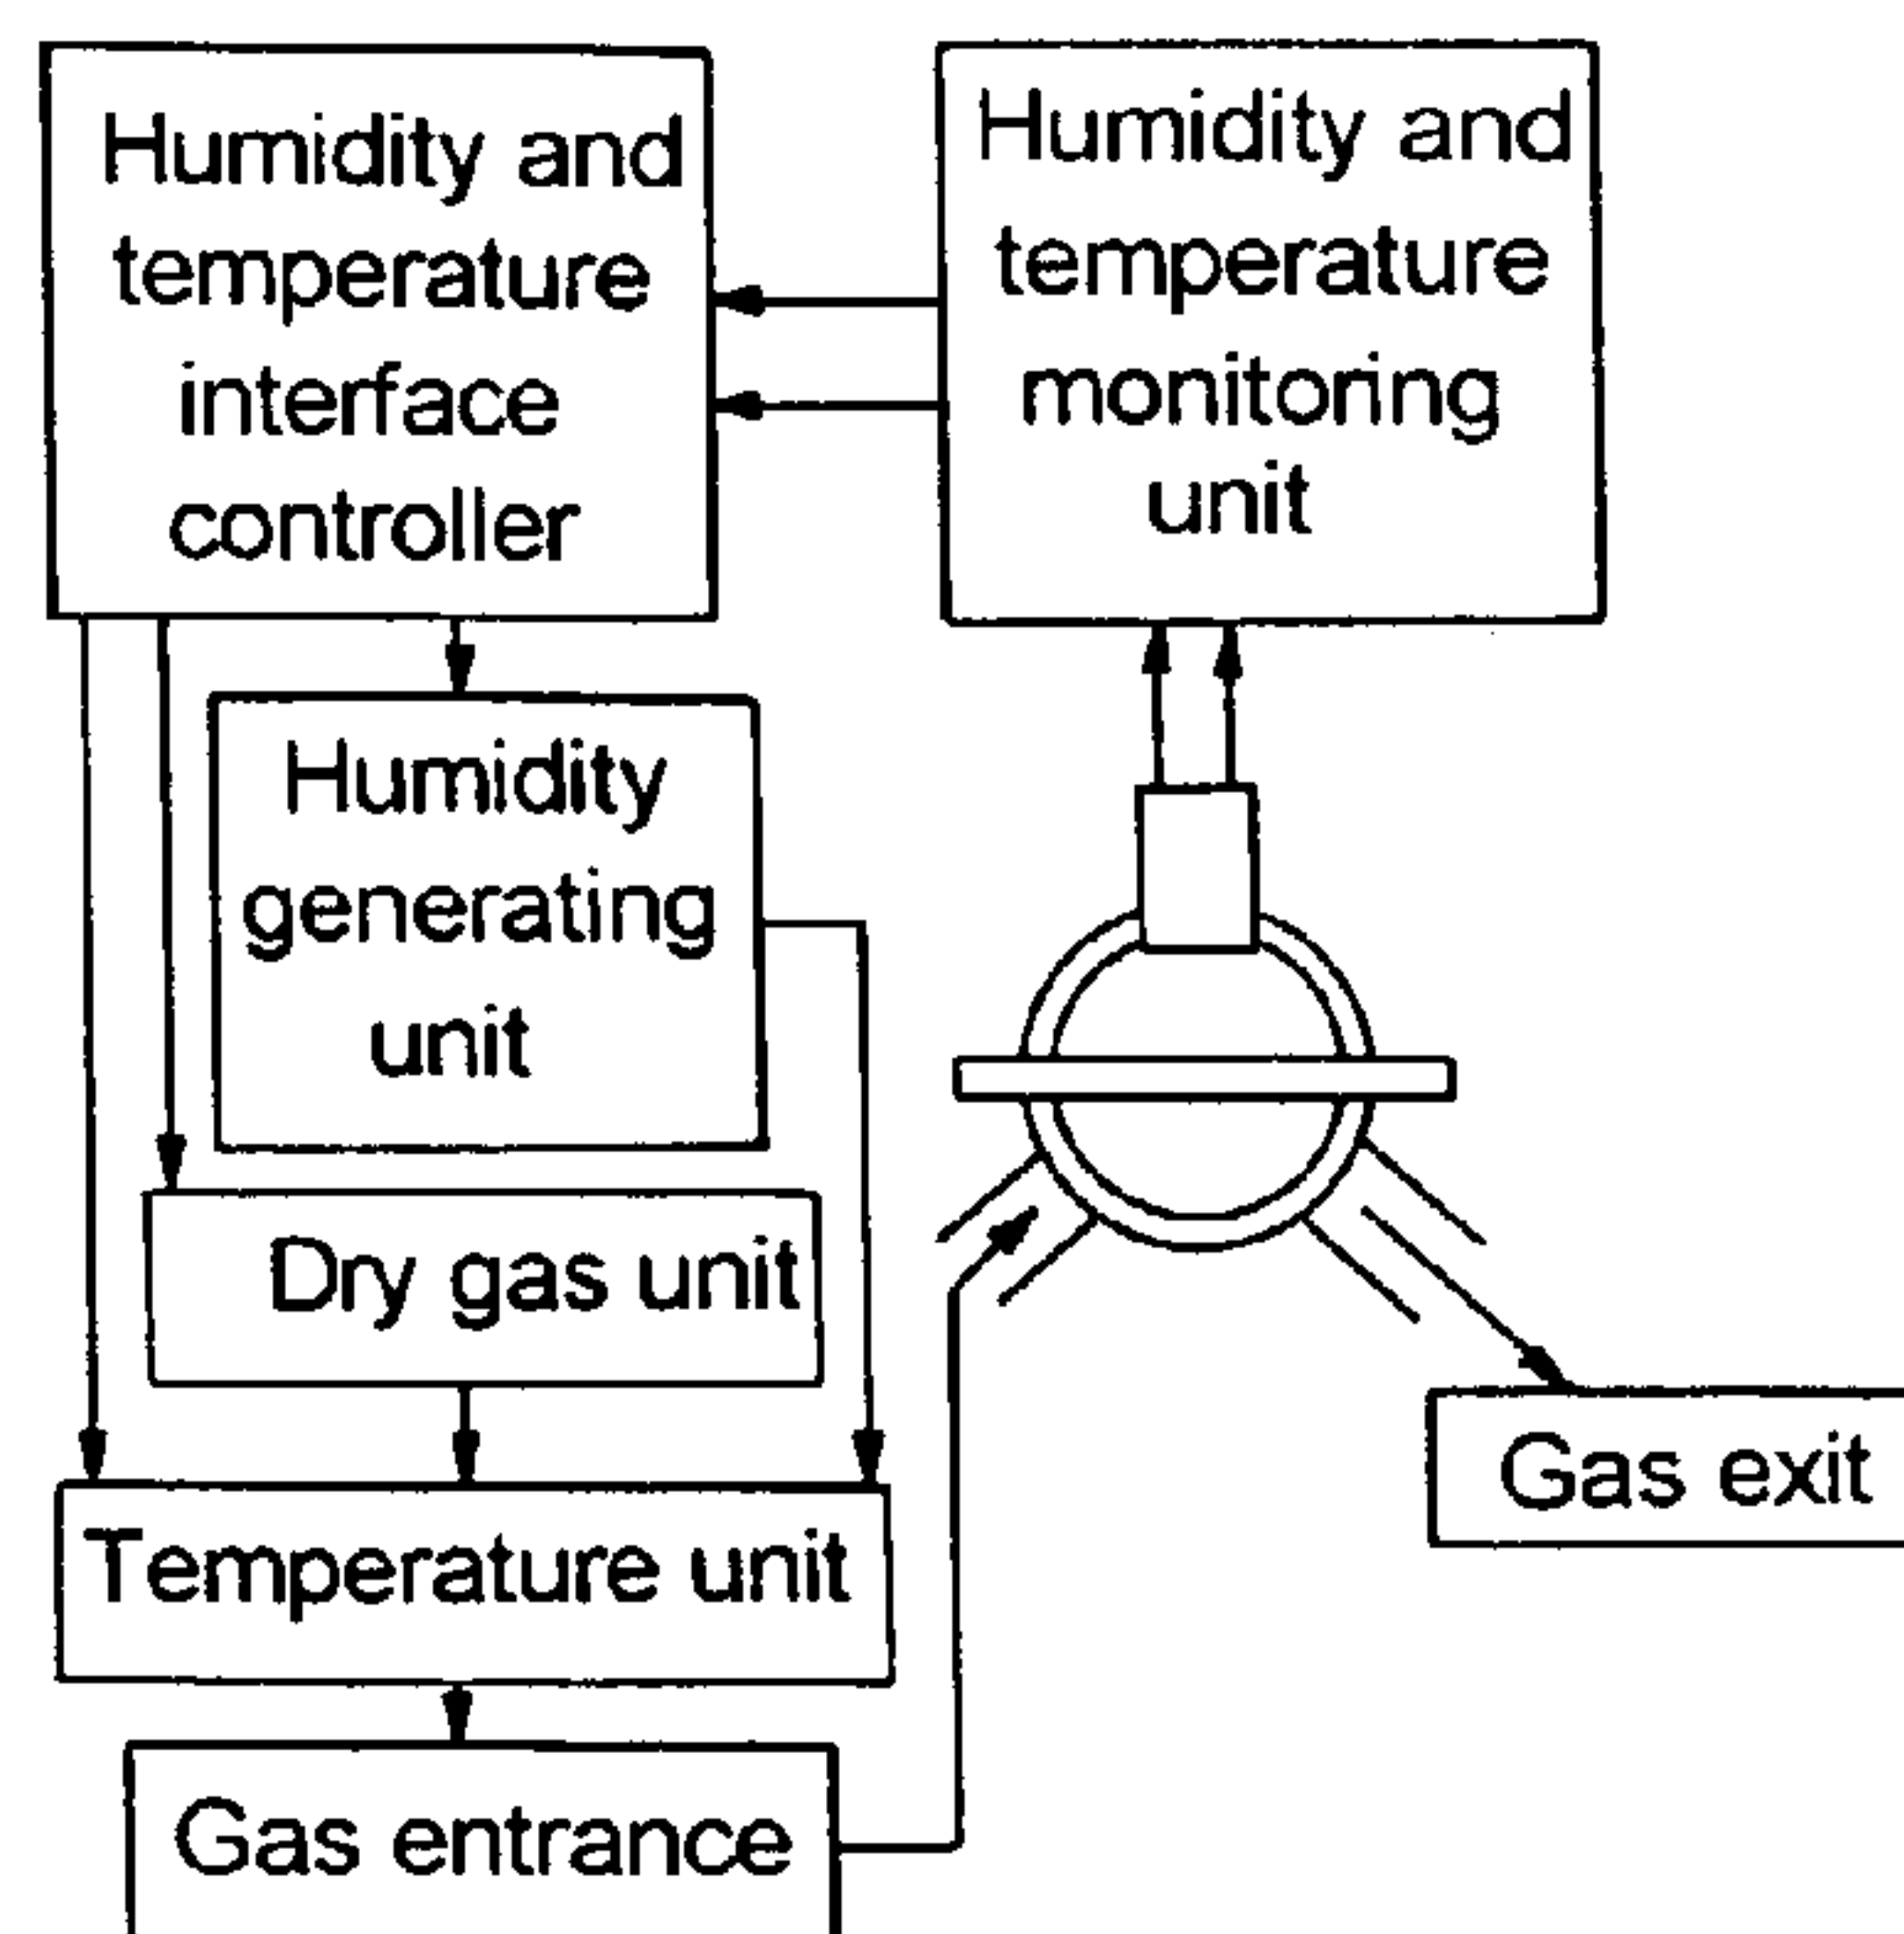 Humidity and
temperature
interface
controller
Humidity and
temperature
monitoring
unit
Humidity
generating
unit
Dry gas unit
Temperature unit
Gas entrance
Gas exit